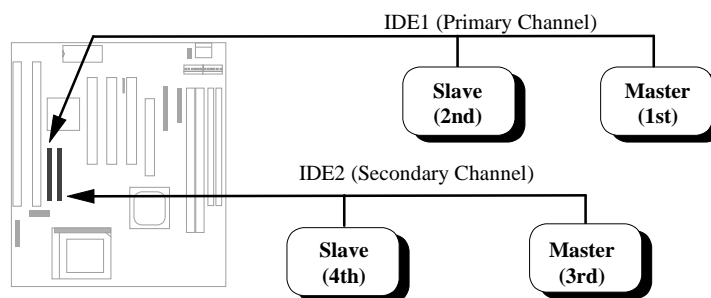 IDE1 (Primary Channel)
Slave
(2nd)
Master
(1st)
IDE2 (Secondary Channel)
Slave
(4th)
Master
(3rd)